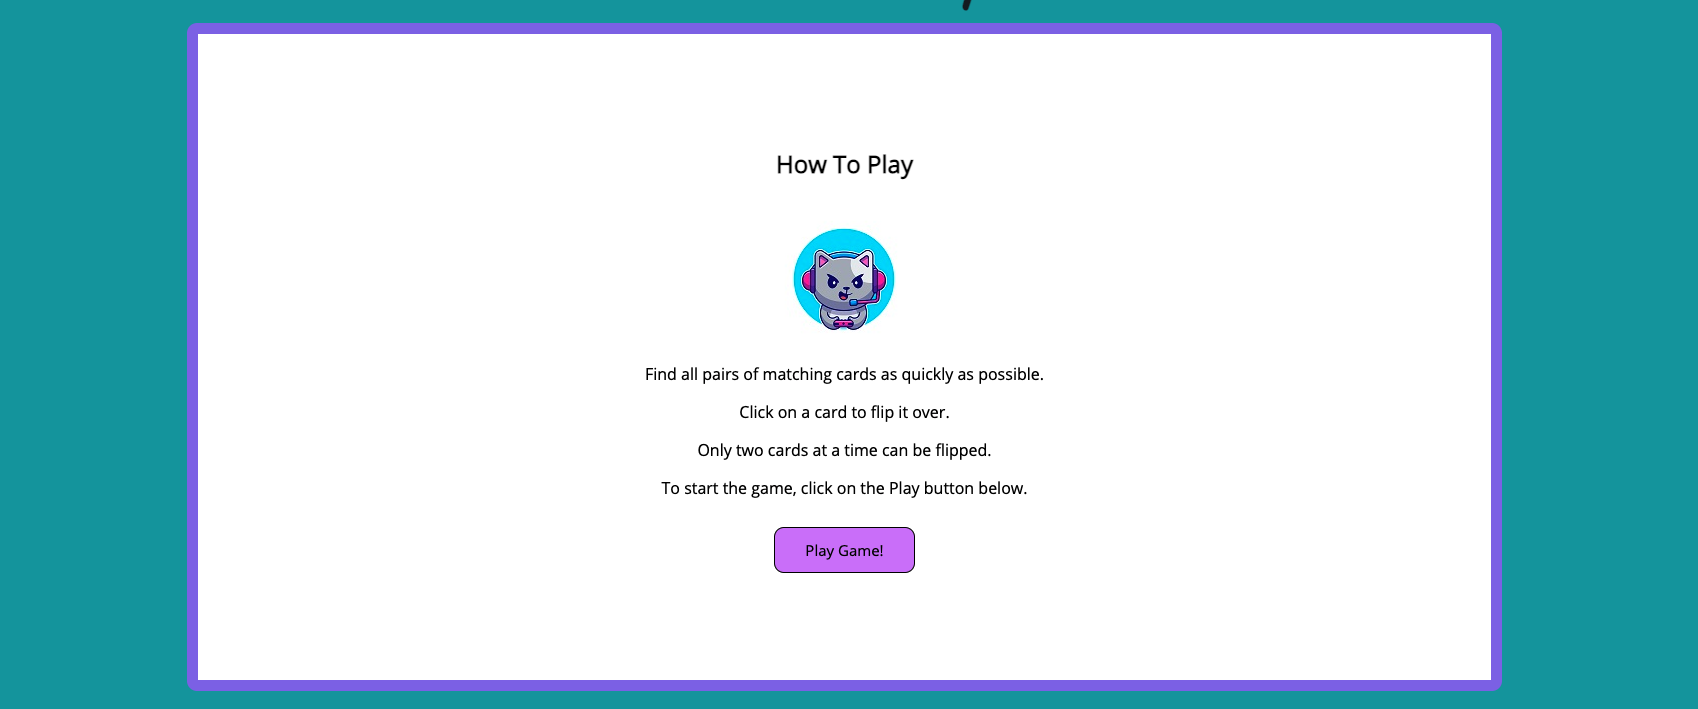 How To Play
Find all pairs of matching cards as quickly as possible.
Click on a card to flip it over.
Only two cards at a time can be flipped.
To start the game, click on the Play button below.
Play Game!